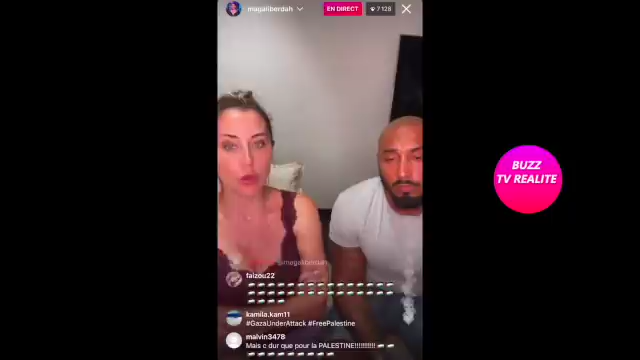 magaliberdah
EN DIRECT
7 128
@magaliberdah
BUZZ
TV REALITE
faizou22
kamila.kam11
#GazaUnderAttack #FreePalestine
malvin3478
Mais c dur que pour la PALESTINE!!!!!!!!!!!